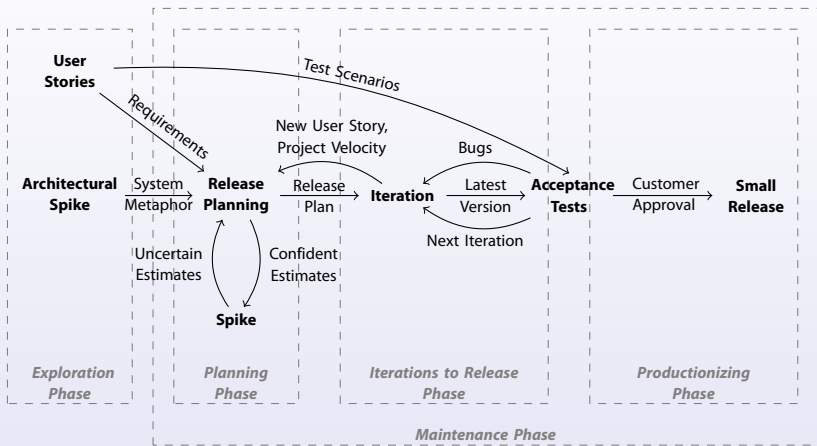 User
Stories
Test Scenarios
Requirements
New User Story,
Project Velocity
Bugs
Architectural
Spike
System
Metaphor
Release
Planning
Release
Plan
Iteration
Latest
Version
Acceptance
Tests
Customer
Approval
Small
Release
Next Iteration
Uncertain
Estimates
Confident
Estimates
Spike
Exploration
Phase
Planning
Phase
Iterations to Release
Phase
Productionizing
Phase
Maintenance Phase